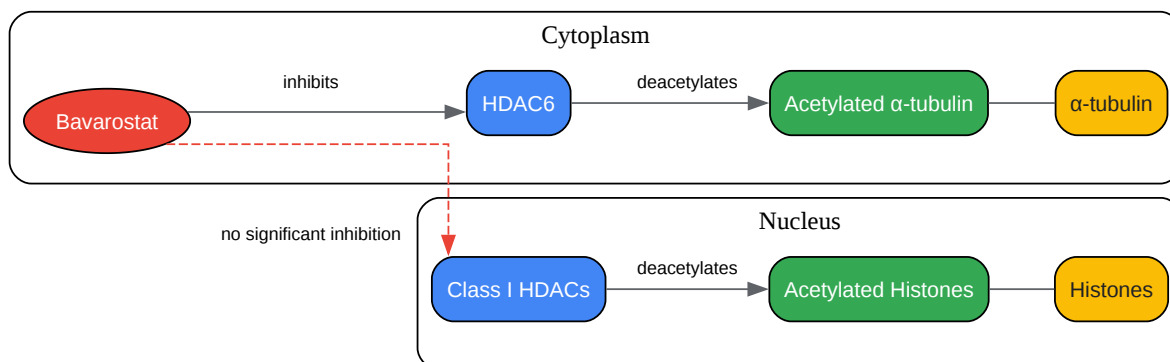 Cytoplasm
inhibits
deacetylates
Bavarostat
HDAC6
Acetylated α-tubulin
α-tubulin
no significant inhibition
Nucleus
deacetylates
Class I HDACs
Acetylated Histones
Histones